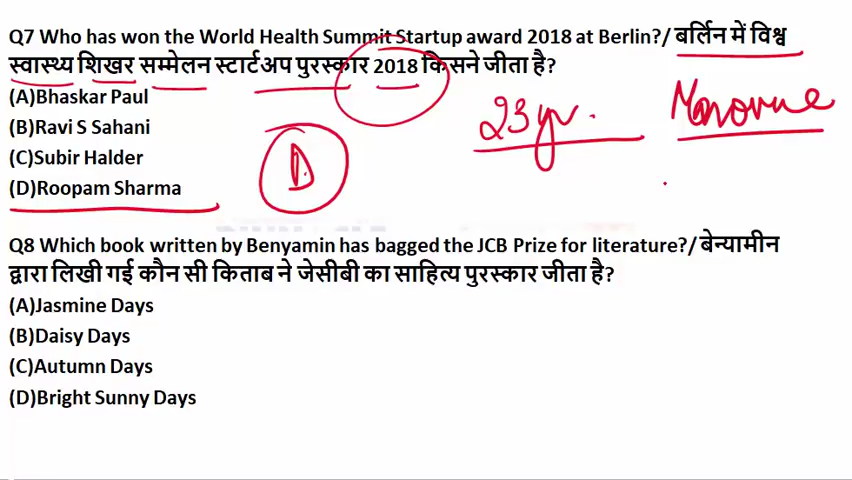 Q7 Who has won the World Health Summit Startup award 2018 at Berlin?/ बर्लिन में विश्व
स्वास्थ्य शिखर सम्मेलन स्टार्टअप पुरस्कार 2018 किसने जीता है?
(A)Bhaskar Paul
23 yr.
(B)Ravi S Sahani
(C)Subir Halder
D
(D)Roopam Sharma
Q8 Which book written by Benyamin has bagged the JCB Prize for literature?/ बेन्यामीन
द्वारा लिखी गई कौन सी किताब ने जेसीबी का साहित्य पुरस्कार जीता है?
(A)Jasmine Days
(B)Daisy Days
(C)Autumn Days
(D)Bright Sunny Days